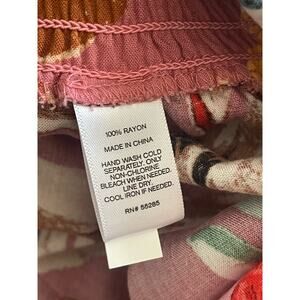 100% RAYON
MADE IN CHINA
HAND WASH COLD
SEPARATELY. ONLY
NON-CHLORINE
BLEACH WHEN NEEDED.
LINE DRY.
COOL IRON IF NEEDED.
RN# 56285